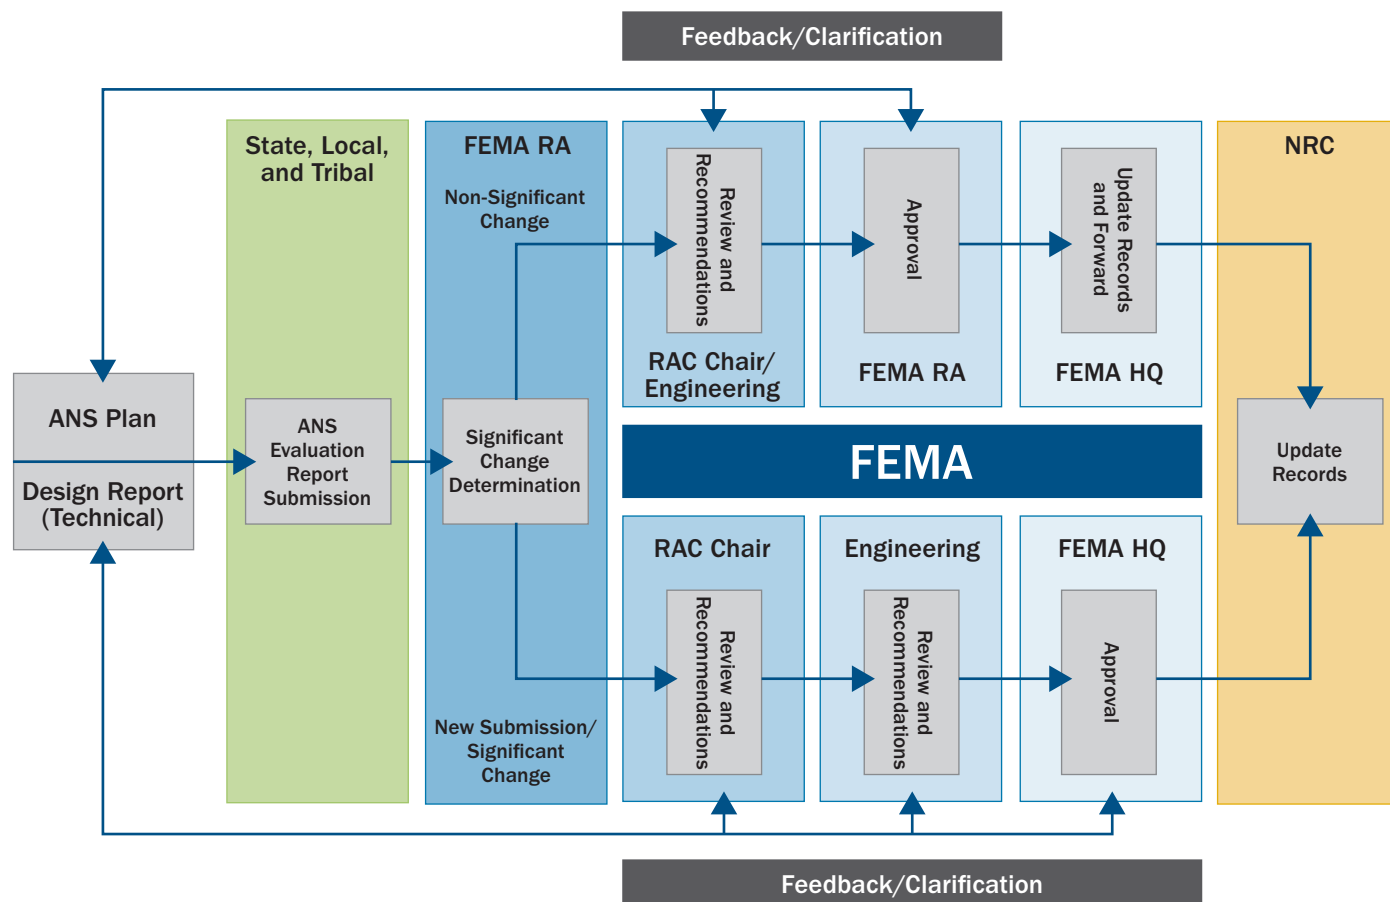 Feedback/Clarification
State, Local,
and Tribal
FEMA RA
Non-Significant
Change
Review and
Recommendations
RAC Chair/
Engineering
Approval
FEMA RA
Update Records
and Forward
FEMA HQ
NRC
ANS Plan
Design Report
(Technical)
ANS
Evaluation
Report
Submission
Significant
Change
Determination
FEMA
Update
Records
New Submission/
Significant
Change
RAC Chair
Review and
Recommendations
Engineering
Review and
Recommendations
FEMA HQ
Approval
Feedback/Clarification